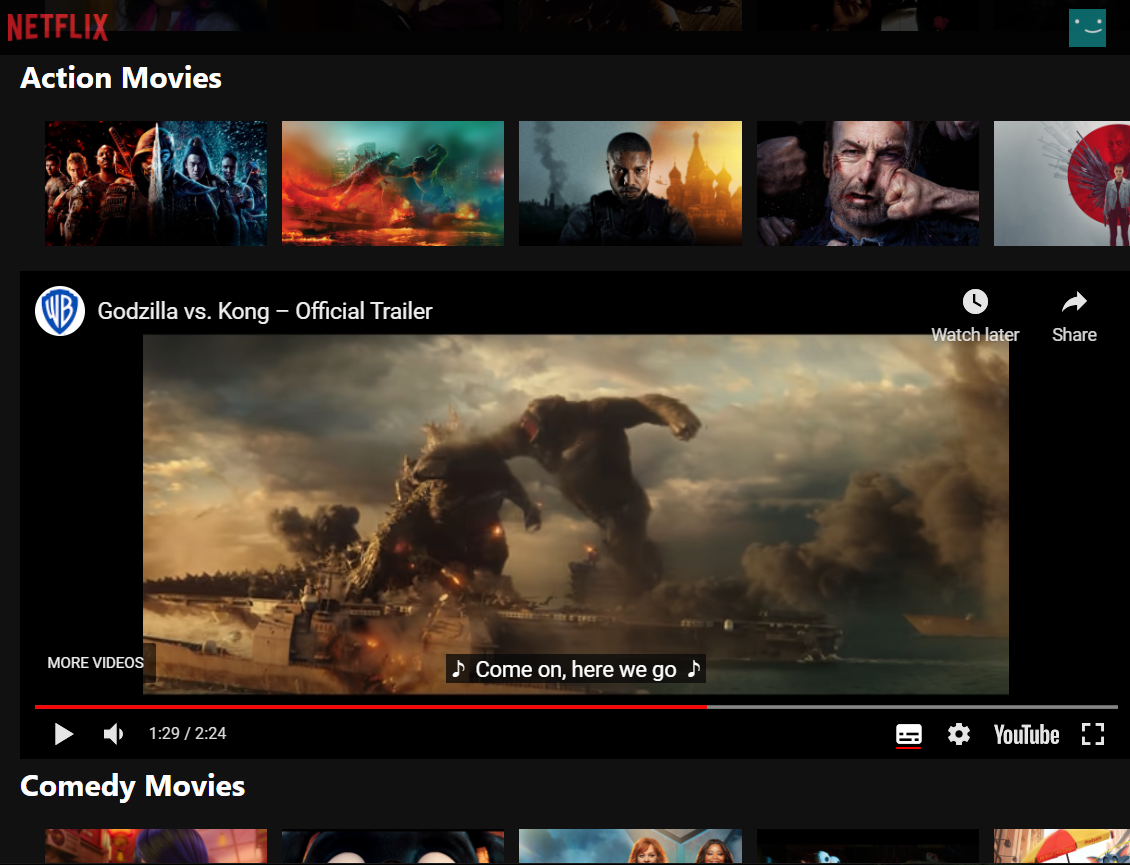 NETFLIX
Action Movies
Godzilla vs. Kong – Official Trailer
Watch later
Share
MORE VIDEOS
♪ Come on, here we go ♪
1:29 / 2:24
YouTube
Comedy Movies